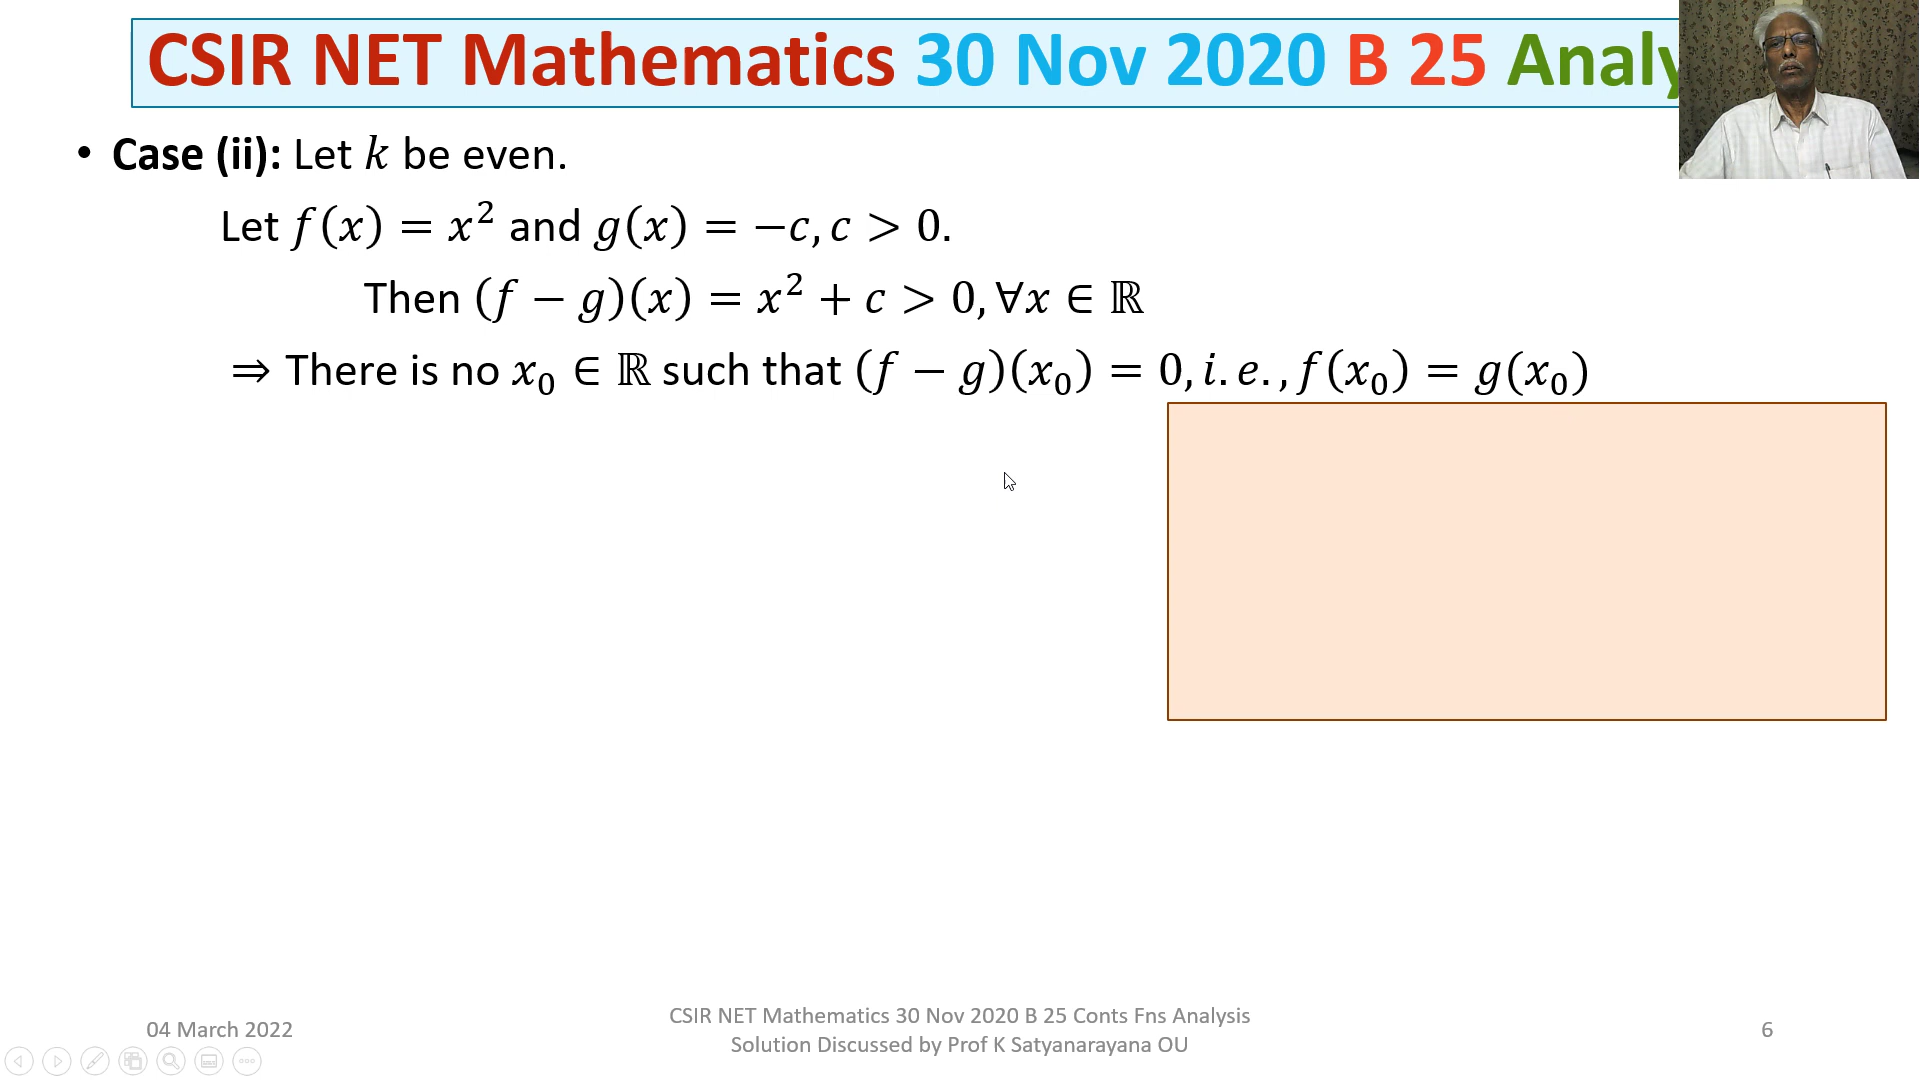 CSIR NET Mathematics 30 Nov 2020 B 25 Analy
• Case (ii): Let 𝑘 be even.
Let 𝑓(𝑥) = 𝑥² and 𝑔(𝑥) = −𝑐, 𝑐 > 0.
Then (𝑓 − 𝑔)(𝑥) = 𝑥² + 𝑐 > 0, ∀𝑥 ∈ ℝ
⇒ There is no 𝑥₀ ∈ ℝ such that (𝑓 − 𝑔)(𝑥₀) = 0, 𝑖. 𝑒. , 𝑓(𝑥₀) = 𝑔(𝑥₀)
04 March 2022
CSIR NET Mathematics 30 Nov 2020 B 25 Conts Fns Analysis
Solution Discussed by Prof K Satyanarayana OU
6